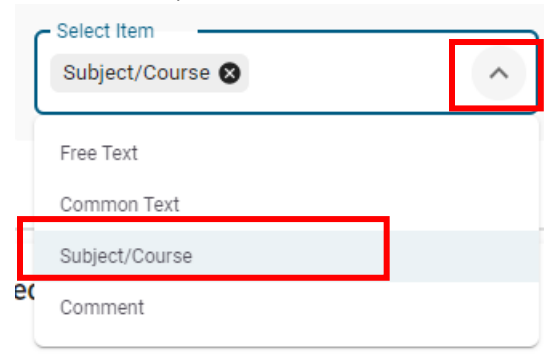 Select Item
Subject/Course
Free Text
Common Text
Subject/Course
Comment